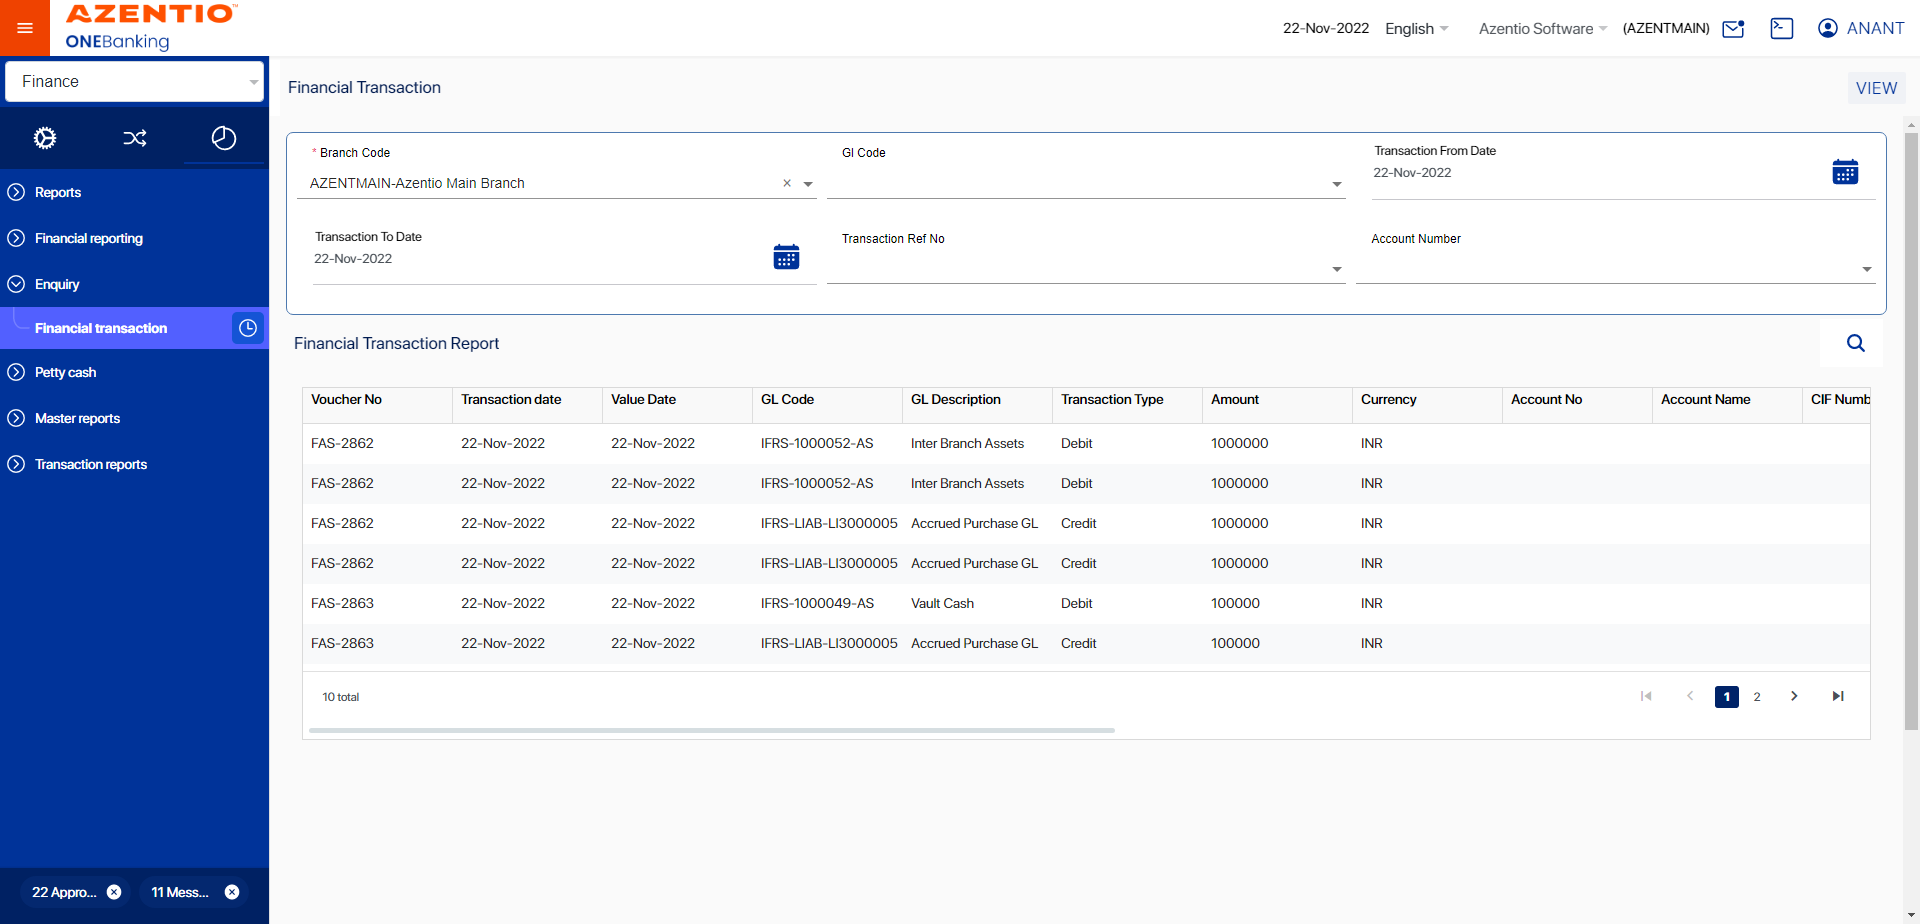 AZENTIO™
ONEBanking
22-Nov-2022 English Azentio Software (AZENTMAIN) ANANT
Finance
Reports
Financial reporting
Enquiry
Financial transaction
Petty cash
Master reports
Transaction reports
22 Appro...
11 Mess...
Financial Transaction
VIEW
* Branch Code
AZENTMAIN-Azentio Main Branch ×
Gl Code
Transaction From Date
22-Nov-2022
Transaction To Date
22-Nov-2022
Transaction Ref No
Account Number
Financial Transaction Report
Voucher No Transaction date Value Date GL Code GL Description Transaction Type Amount Currency Account No Account Name CIF Numb
FAS-2862 22-Nov-2022 22-Nov-2022 IFRS-1000052-AS Inter Branch Assets Debit 1000000 INR
FAS-2862 22-Nov-2022 22-Nov-2022 IFRS-1000052-AS Inter Branch Assets Debit 1000000 INR
FAS-2862 22-Nov-2022 22-Nov-2022 IFRS-LIAB-LI3000005 Accrued Purchase GL Credit 1000000 INR
FAS-2862 22-Nov-2022 22-Nov-2022 IFRS-LIAB-LI3000005 Accrued Purchase GL Credit 1000000 INR
FAS-2863 22-Nov-2022 22-Nov-2022 IFRS-1000049-AS Vault Cash Debit 100000 INR
FAS-2863 22-Nov-2022 22-Nov-2022 IFRS-LIAB-LI3000005 Accrued Purchase GL Credit 100000 INR
10 total
1 2